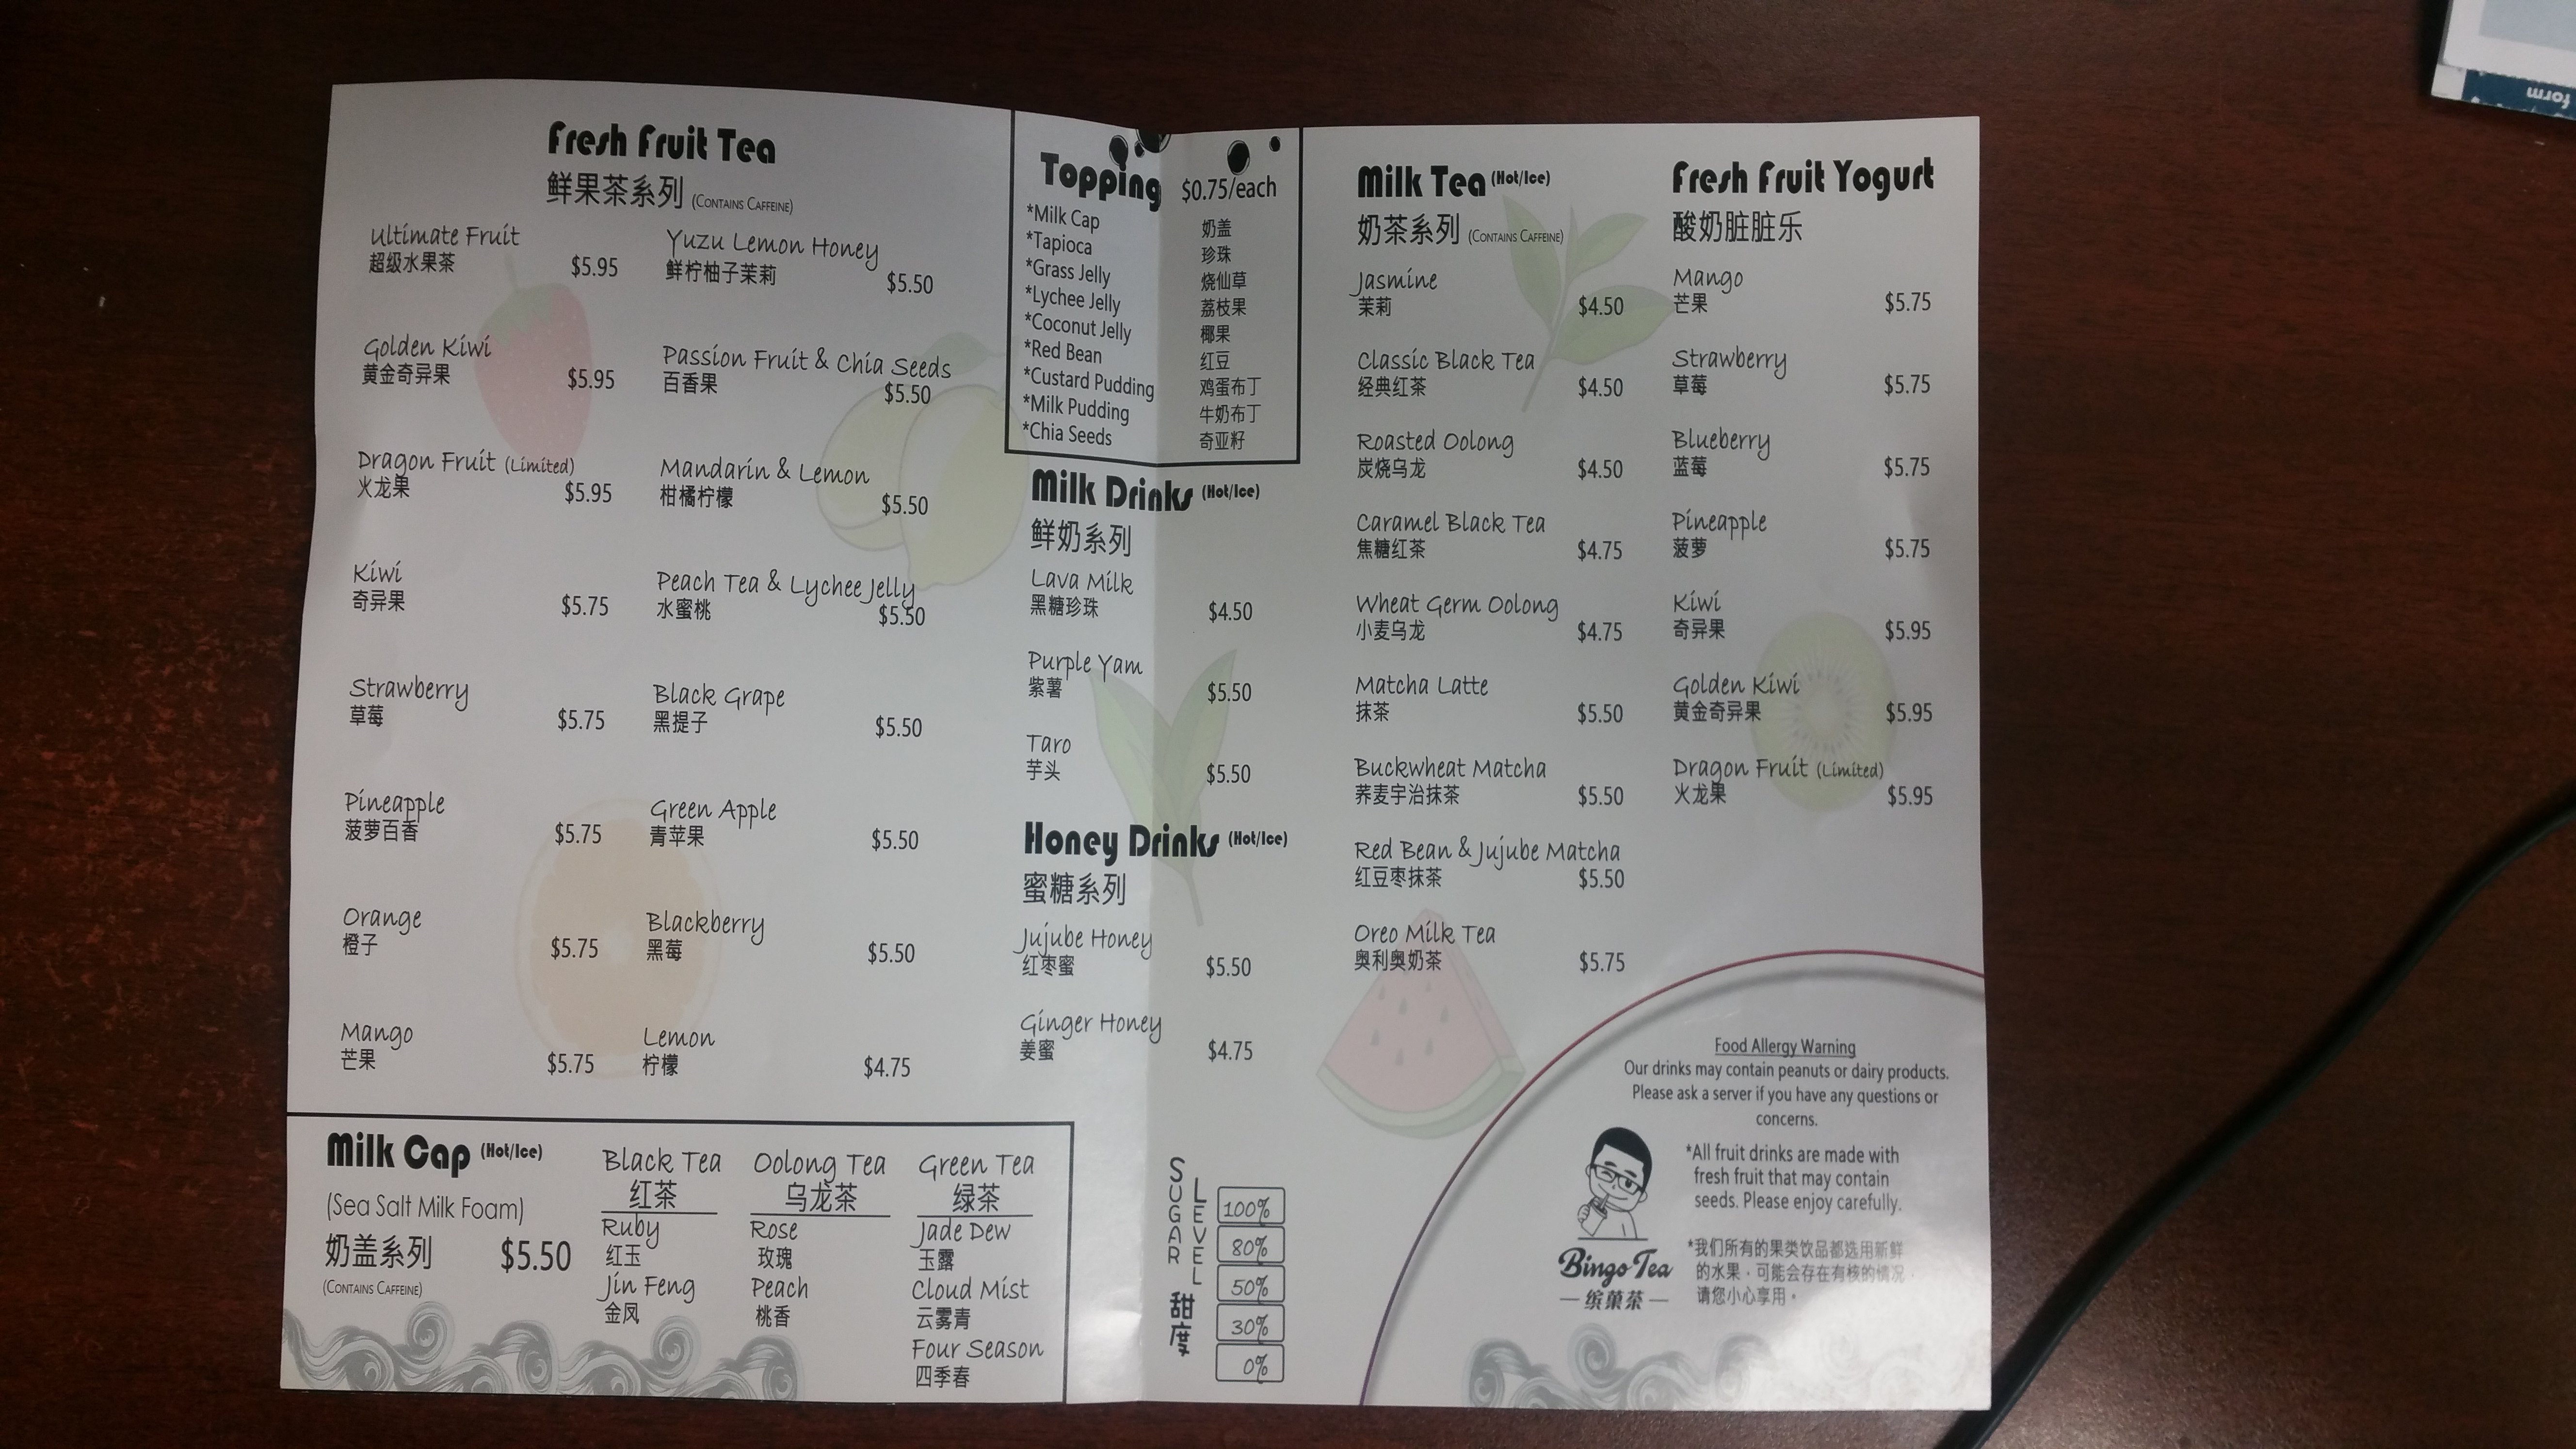 Fresh Fruit Tea
鲜果茶系列 (Contains Caffeine)
Ultimate Fruit
超级水果茶 $5.95
Golden Kiwi
黄金奇异果 $5.95
Dragon Fruit (Limited)
火龙果 $5.95
Kiwi
奇异果 $5.75
Strawberry
草莓 $5.75
Pineapple
菠萝百香 $5.75
Orange
橙子 $5.75
Mango
芒果 $5.75
Yuzu Lemon Honey
鲜柠柚子茉莉 $5.50
Passion Fruit & Chia Seeds
百香果 $5.50
Mandarin & Lemon
柑橘柠檬 $5.50
Peach Tea & Lychee Jelly
水蜜桃 $5.50
Black Grape
黑提子 $5.50
Green Apple
青苹果 $5.50
Blackberry
黑莓 $5.50
Lemon
柠檬 $4.75
Milk Cap (Hot/Ice)
(Sea Salt Milk Foam)
奶盖系列 $5.50
(Contains Caffeine)
Black Tea
红茶
Ruby
红玉
Jin Feng
金凤
Oolong Tea
乌龙茶
Rose
玫瑰
Peach
桃香
Green Tea
绿茶
Jade Dew
玉露
Cloud Mist
云雾青
Four Season
四季春
Topping $0.75/each
*Milk Cap 奶盖
*Tapioca 珍珠
*Grass Jelly 烧仙草
*Lychee Jelly 荔枝果
*Coconut Jelly 椰果
*Red Bean 红豆
*Custard Pudding 鸡蛋布丁
*Milk Pudding 牛奶布丁
*Chia Seeds 奇亚籽
Milk Drinks (Hot/Ice)
鲜奶系列
Lava Milk
黑糖珍珠 $4.50
Purple Yam
紫薯 $5.50
Taro
芋头 $5.50
Honey Drinks (Hot/Ice)
蜜糖系列
Jujube Honey
红枣蜜 $5.50
Ginger Honey
姜蜜 $4.75
SUGAR LEVEL 甜度
100%
80%
50%
30%
0%
Milk Tea (Hot/Ice)
奶茶系列 (Contains Caffeine)
Jasmine
茉莉 $4.50
Classic Black Tea
经典红茶 $4.50
Roasted Oolong
炭烧乌龙 $4.50
Caramel Black Tea
焦糖红茶 $4.75
Wheat Germ Oolong
小麦乌龙 $4.75
Matcha Latte
抹茶 $5.50
Buckwheat Matcha
荞麦宇治抹茶 $5.50
Red Bean & Jujube Matcha
红豆枣抹茶 $5.50
Oreo Milk Tea
奥利奥奶茶 $5.75
Fresh Fruit Yogurt
酸奶脏脏乐
Mango
芒果 $5.75
Strawberry
草莓 $5.75
Blueberry
蓝莓 $5.75
Pineapple
菠萝 $5.75
Kiwi
奇异果 $5.95
Golden Kiwi
黄金奇异果 $5.95
Dragon Fruit (Limited)
火龙果 $5.95
Food Allergy Warning
Our drinks may contain peanuts or dairy products.
Please ask a server if you have any questions or
concerns.
*All fruit drinks are made with
fresh fruit that may contain
seeds. Please enjoy carefully.
*我们所有的果类饮品都选用新鲜
的水果，可能会存在有核的情况，
请您小心享用。
Bingo Tea
— 缤菓茶 —
form